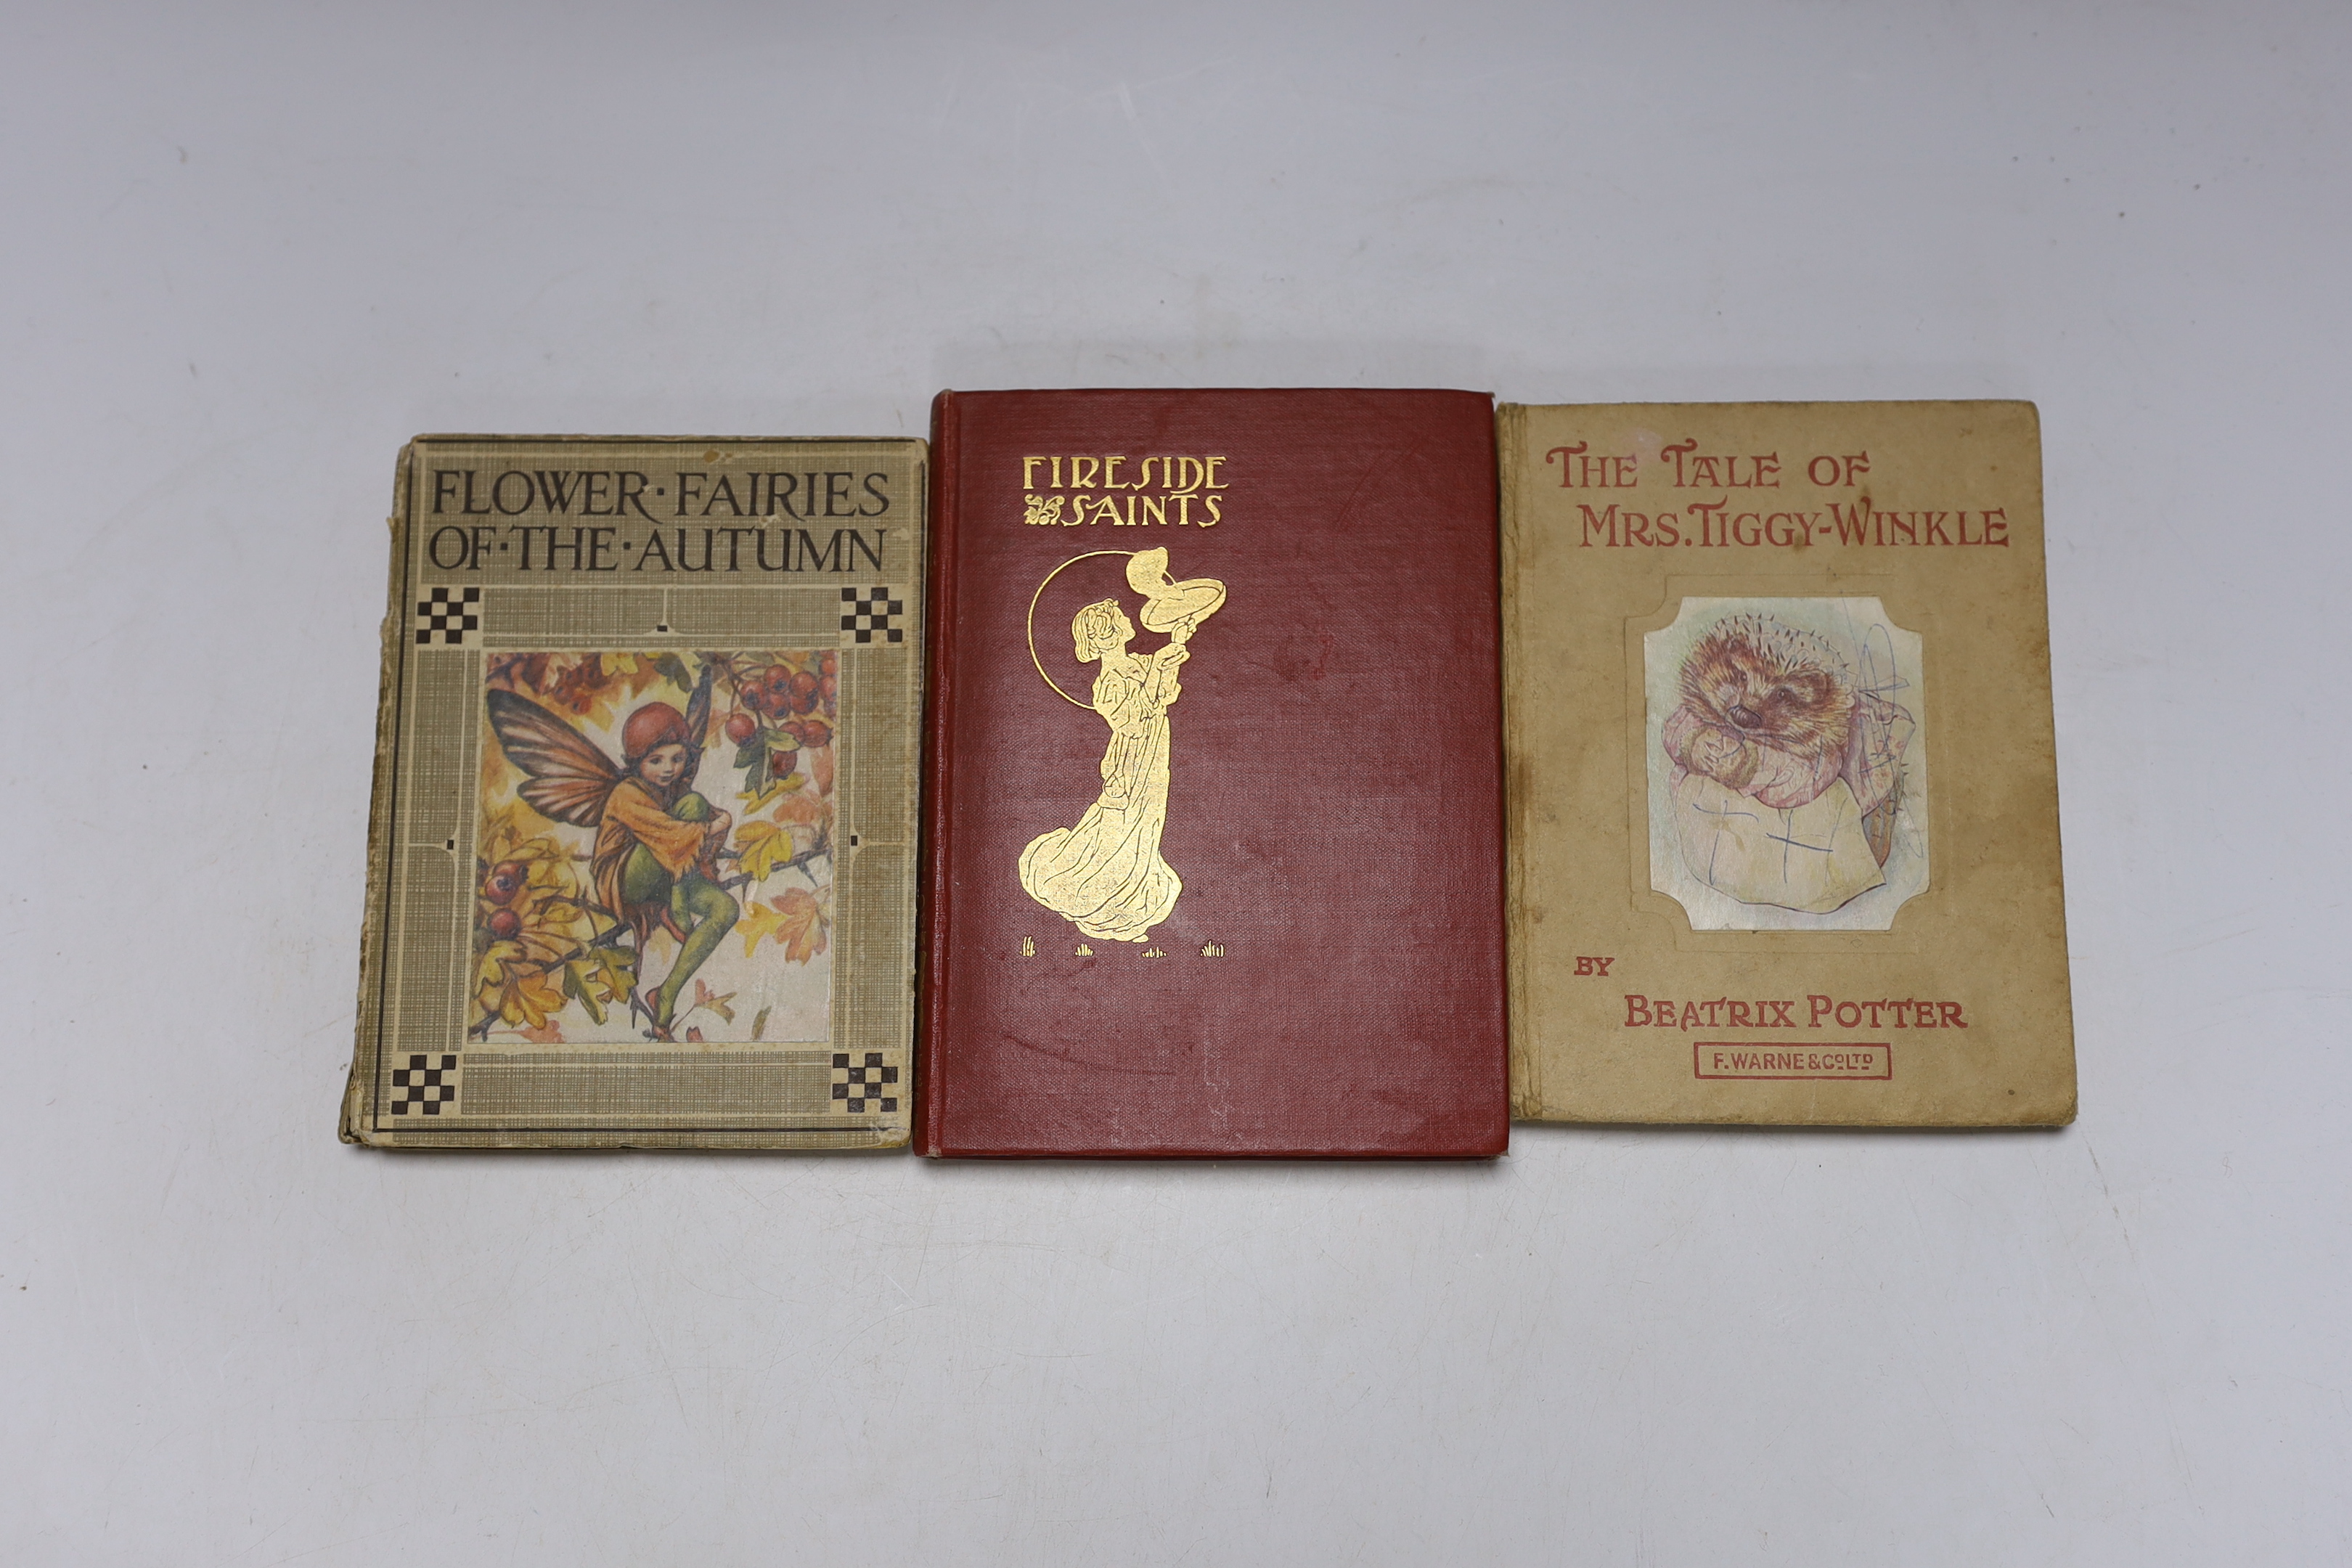 FLOWER·FAIRIES
OF·THE·AUTUMN
FIRESIDE
SAINTS
THE TALE OF
MRS. TIGGY-WINKLE
BY
BEATRIX POTTER
F. WARNE & Co LTD